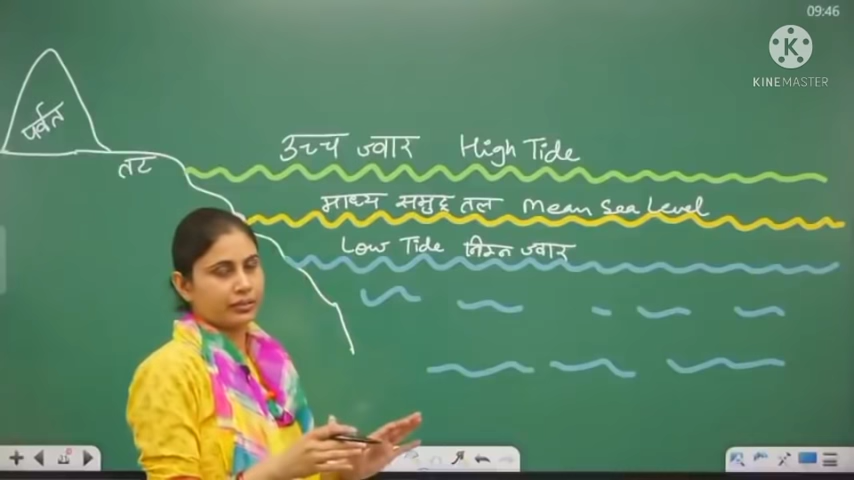 09:46
K
KINEMASTER
पर्वत
तट
उच्च ज्वार High Tide
माध्य समुद्र तल Mean Sea Level
Low Tide निम्न ज्वार